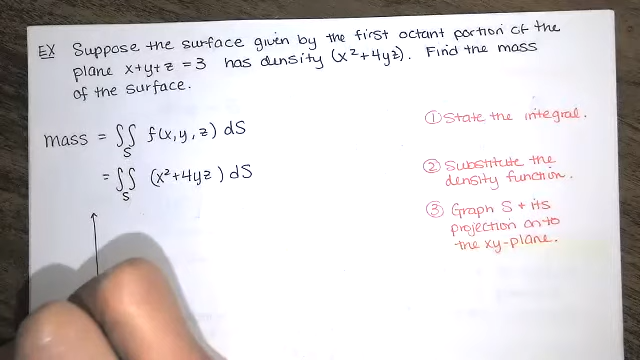 EX Suppose the surface given by the first octant portion of the
plane x+y+z = 3 has density (x²+4yz). Find the mass
of the surface.
mass = ∬_S f(x,y,z) dS
= ∬_S (x²+4yz) dS
① State the integral.
② Substitute the
density function.
③ Graph S + its
projection onto
the xy-plane.